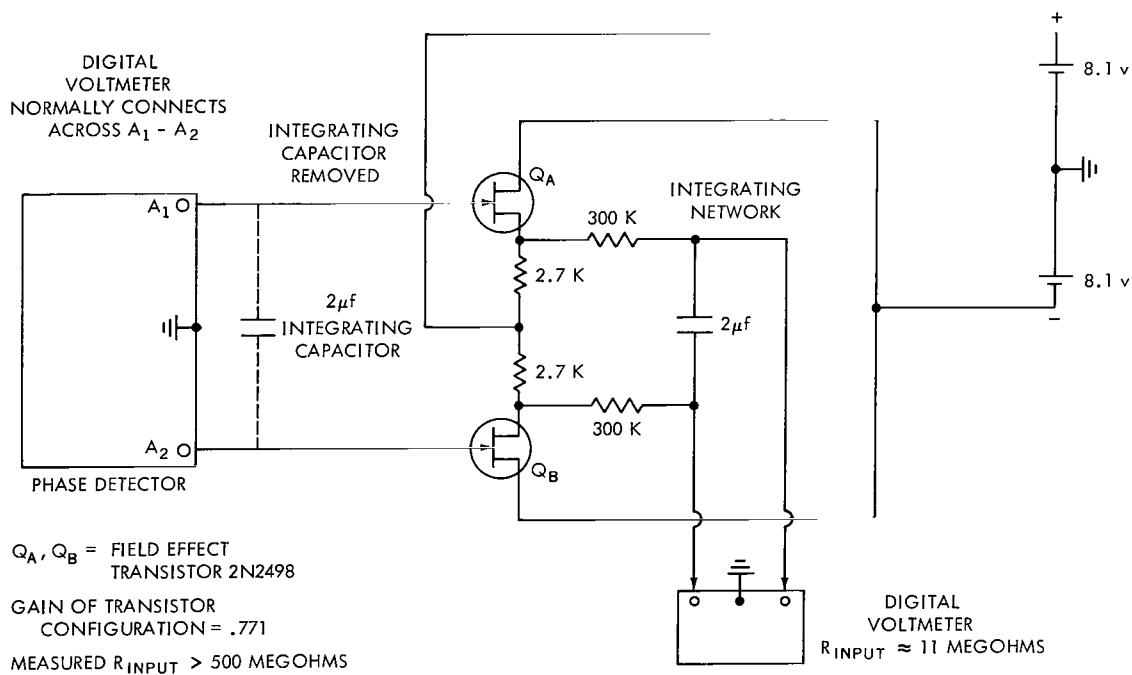 DIGITAL
VOLTMETER
NORMALLY CONNECTS
ACROSS A1 - A2
INTEGRATING
CAPACITOR
REMOVED
A1
QA
INTEGRATING
NETWORK
300 K
2.7 K
2μf
INTEGRATING
CAPACITOR
2μf
2.7 K
300 K
A2
QB
PHASE DETECTOR
+
8.1 v
8.1 v
−
QA, QB = FIELD EFFECT
TRANSISTOR 2N2498
GAIN OF TRANSISTOR
CONFIGURATION = .771
MEASURED RINPUT > 500 MEGOHMS
DIGITAL
VOLTMETER
RINPUT ≈ 11 MEGOHMS